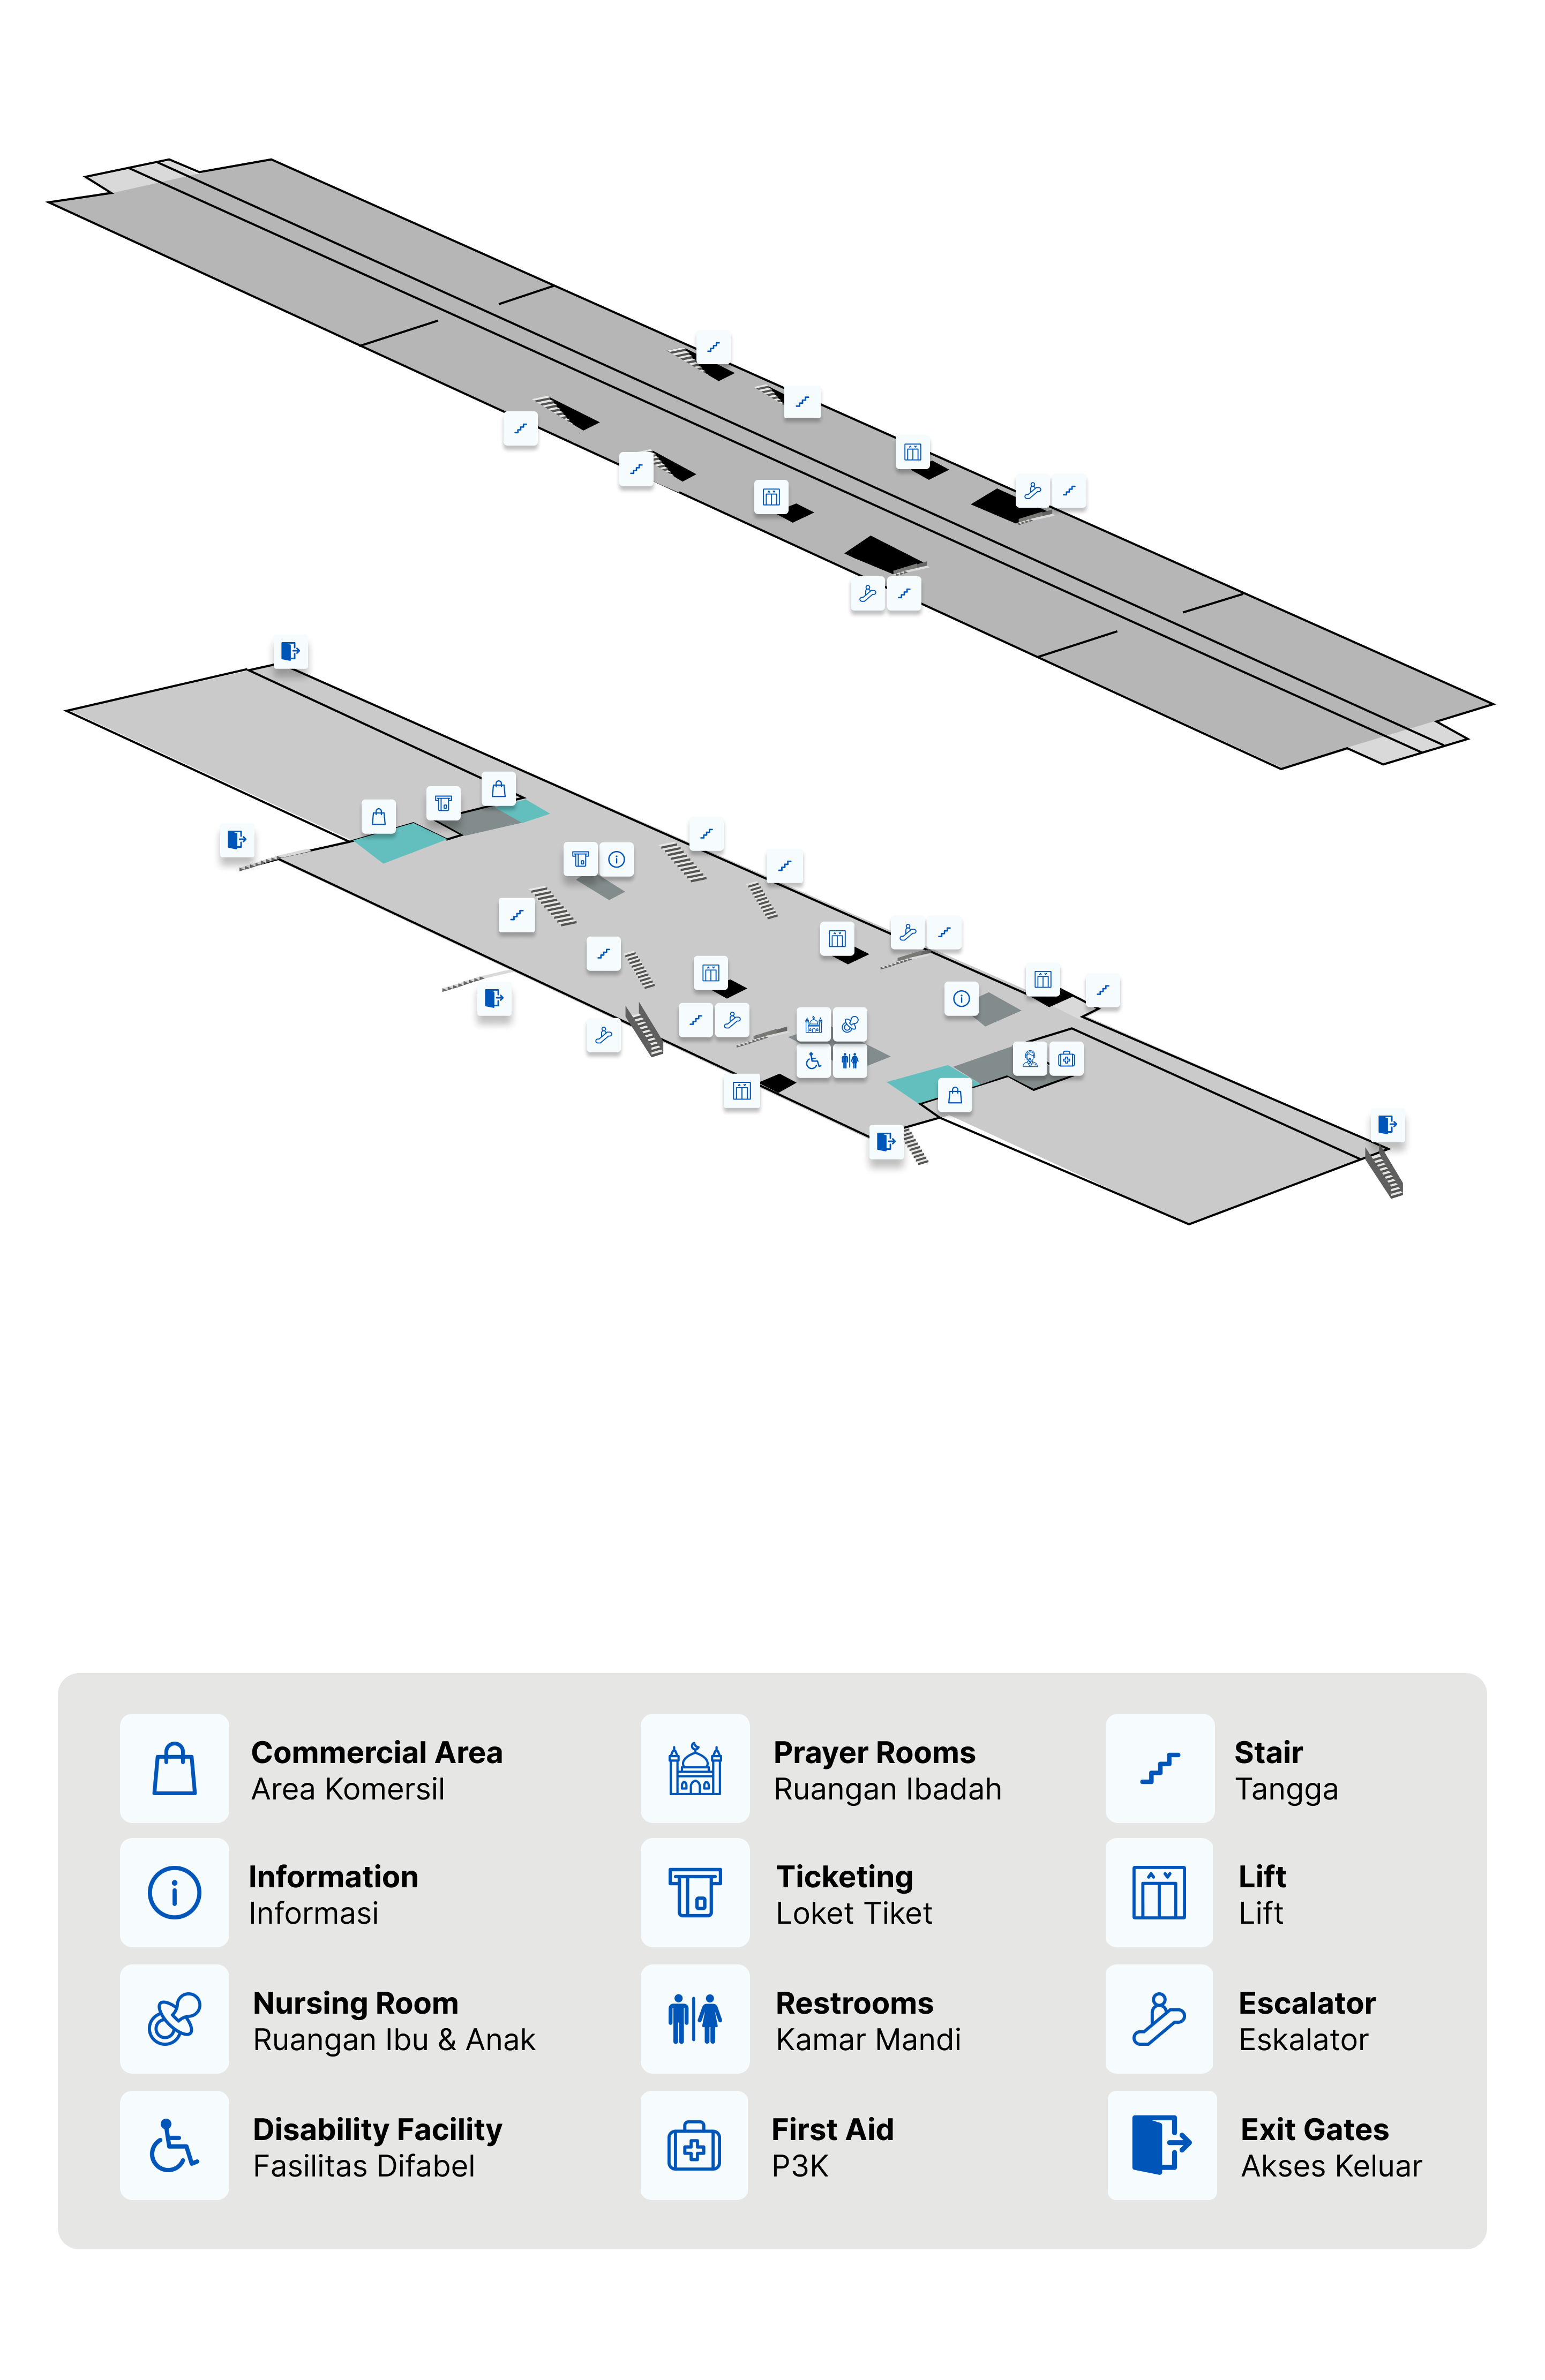 Commercial Area
Area Komersil
Prayer Rooms
Ruangan Ibadah
Stair
Tangga
Information
Informasi
Ticketing
Loket Tiket
Lift
Lift
Nursing Room
Ruangan Ibu & Anak
Restrooms
Kamar Mandi
Escalator
Eskalator
Disability Facility
Fasilitas Difabel
First Aid
P3K
Exit Gates
Akses Keluar